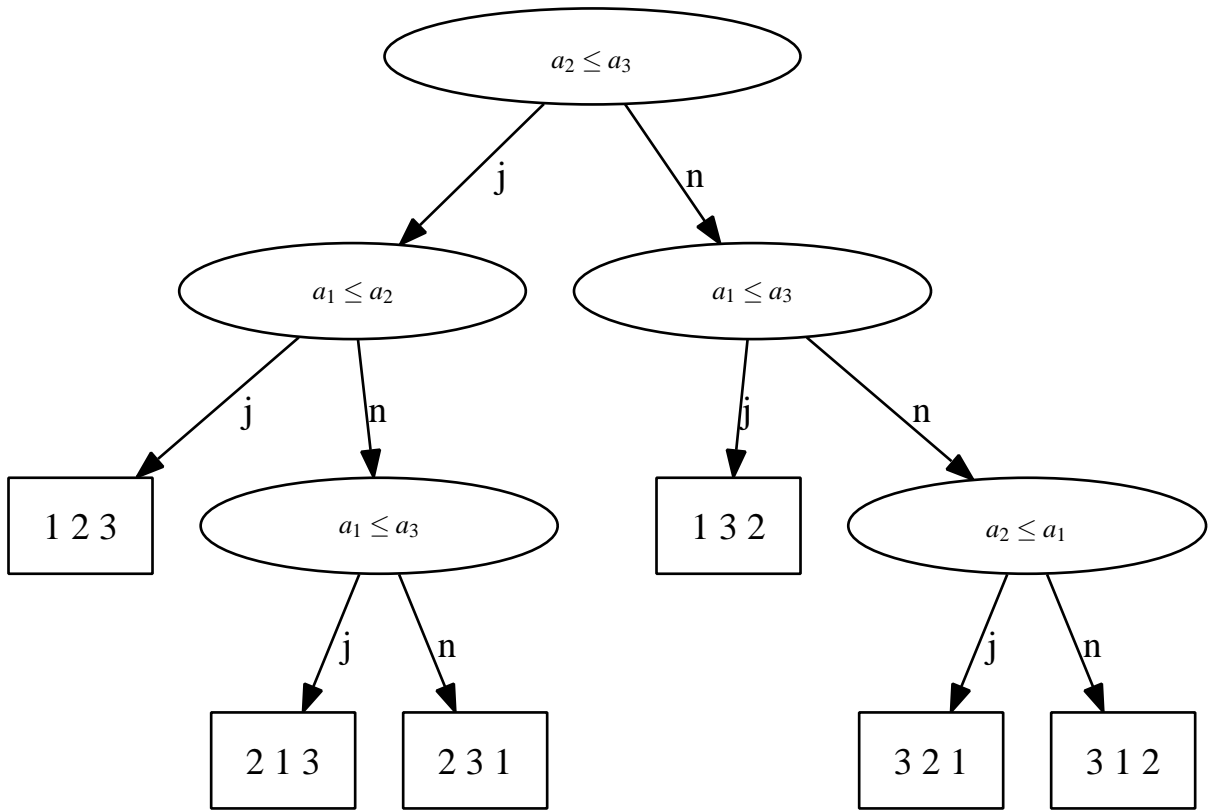 a₂ ≤ a₃
j
n
a₁ ≤ a₂
a₁ ≤ a₃
j
n
j
n
1 2 3
a₁ ≤ a₃
1 3 2
a₂ ≤ a₁
j
n
j
n
2 1 3
2 3 1
3 2 1
3 1 2